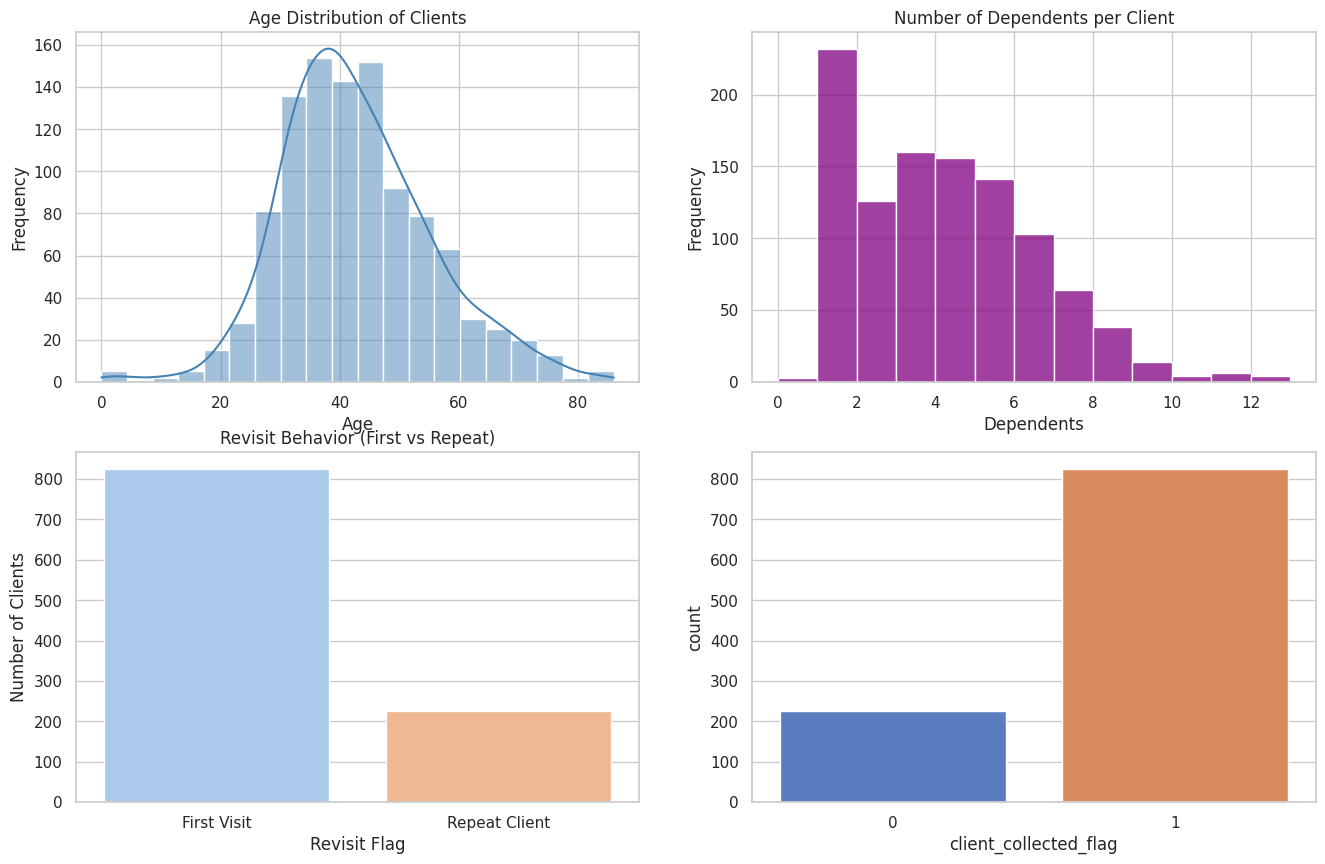 Age Distribution of Clients
160
140
120
100
80
60
40
20
0
Frequency
0 20 40 60 80
Age
Number of Dependents per Client
200
150
100
50
0
Frequency
0 2 4 6 8 10 12
Dependents
Revisit Behavior (First vs Repeat)
800
700
600
500
400
300
200
100
0
Number of Clients
First Visit Repeat Client
Revisit Flag
800
700
600
500
400
300
200
100
0
count
0 1
client_collected_flag